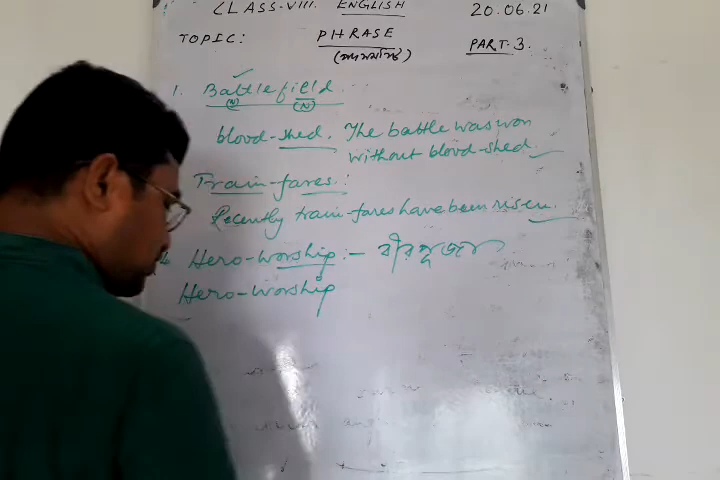 CLASS-VIII. ENGLISH 20.06.21
TOPIC: PHRASE PART-3.
1. Battlefield
(N) (N)
blood-shed. The battle was won
without blood-shed
Train-fares:
Recently train-fares have been risen
Hero-Worship :- বীরপূজা
Hero-Worship